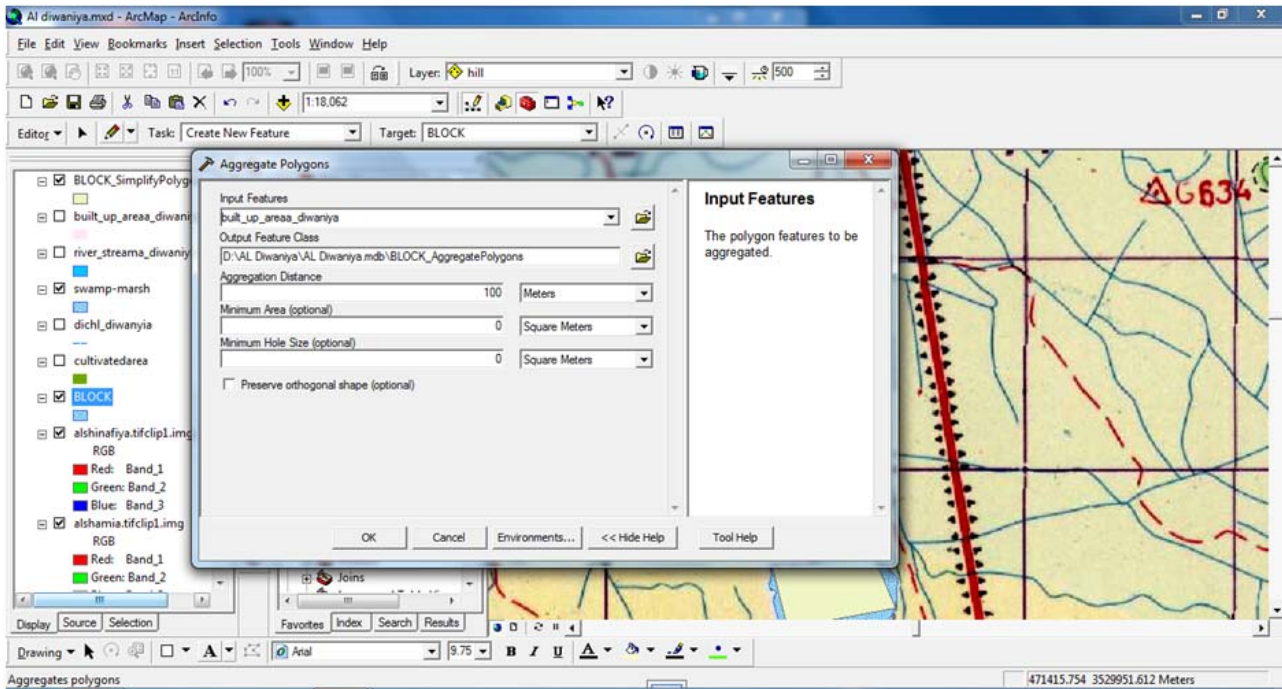 Al diwaniya.mxd - ArcMap - ArcInfo
File Edit View Bookmarks Insert Selection Tools Window Help
100% Layer: hill 500
1:18,062
Editor Task: Create New Feature Target: BLOCK
Aggregate Polygons
BLOCK_SimplifyPolyg
built_up_areaa_diwani
river_streama_diwaniy
swamp-marsh
dichl_diwanyia
cultivatedarea
BLOCK
alshinafiya.tifclip1.img
RGB
Red: Band_1
Green: Band_2
Blue: Band_3
alshamia.tifclip1.img
RGB
Red: Band_1
Green: Band_2
Input Features
built_up_areaa_diwaniya
Output Feature Class
D:\AL Diwaniya\AL Diwaniya.mdb\BLOCK_AggregatePolygons
Aggregation Distance
100 Meters
Minimum Area (optional)
0 Square Meters
Minimum Hole Size (optional)
0 Square Meters
Preserve orthogonal shape (optional)
Input Features
The polygon features to be
aggregated.
OK Cancel Environments... << Hide Help Tool Help
G634
Joins
Display Source Selection
Favorites Index Search Results
Drawing A Arial 9.75 B I U A
Aggregates polygons
471415.754 3529951.612 Meters